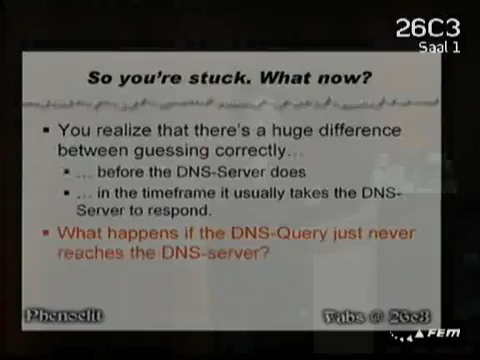 26C3
Saal 1
So you're stuck. What now?
You realize that there's a huge difference
between guessing correctly…
… before the DNS-Server does
… in the timeframe it usually takes the DNS-
Server to respond.
What happens if the DNS-Query just never
reaches the DNS-server?
Phenoelit
fabs @ 26c3
FEM